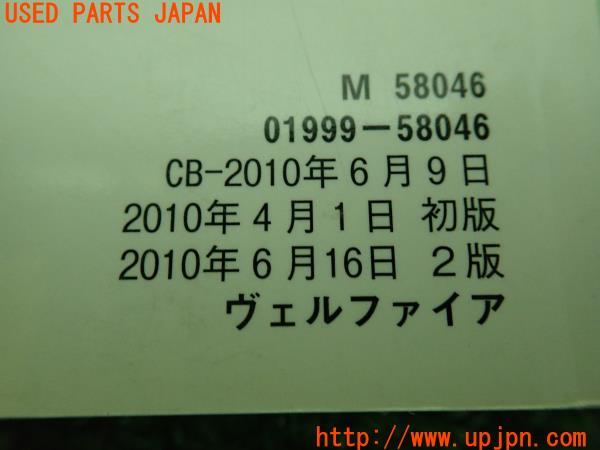 USED PARTS JAPAN
M 58046
01999-58046
CB-2010年6月9日
2010年4月1日 初版
2010年6月16日 2版
ヴェルファイア
http://www.upjpn.com/